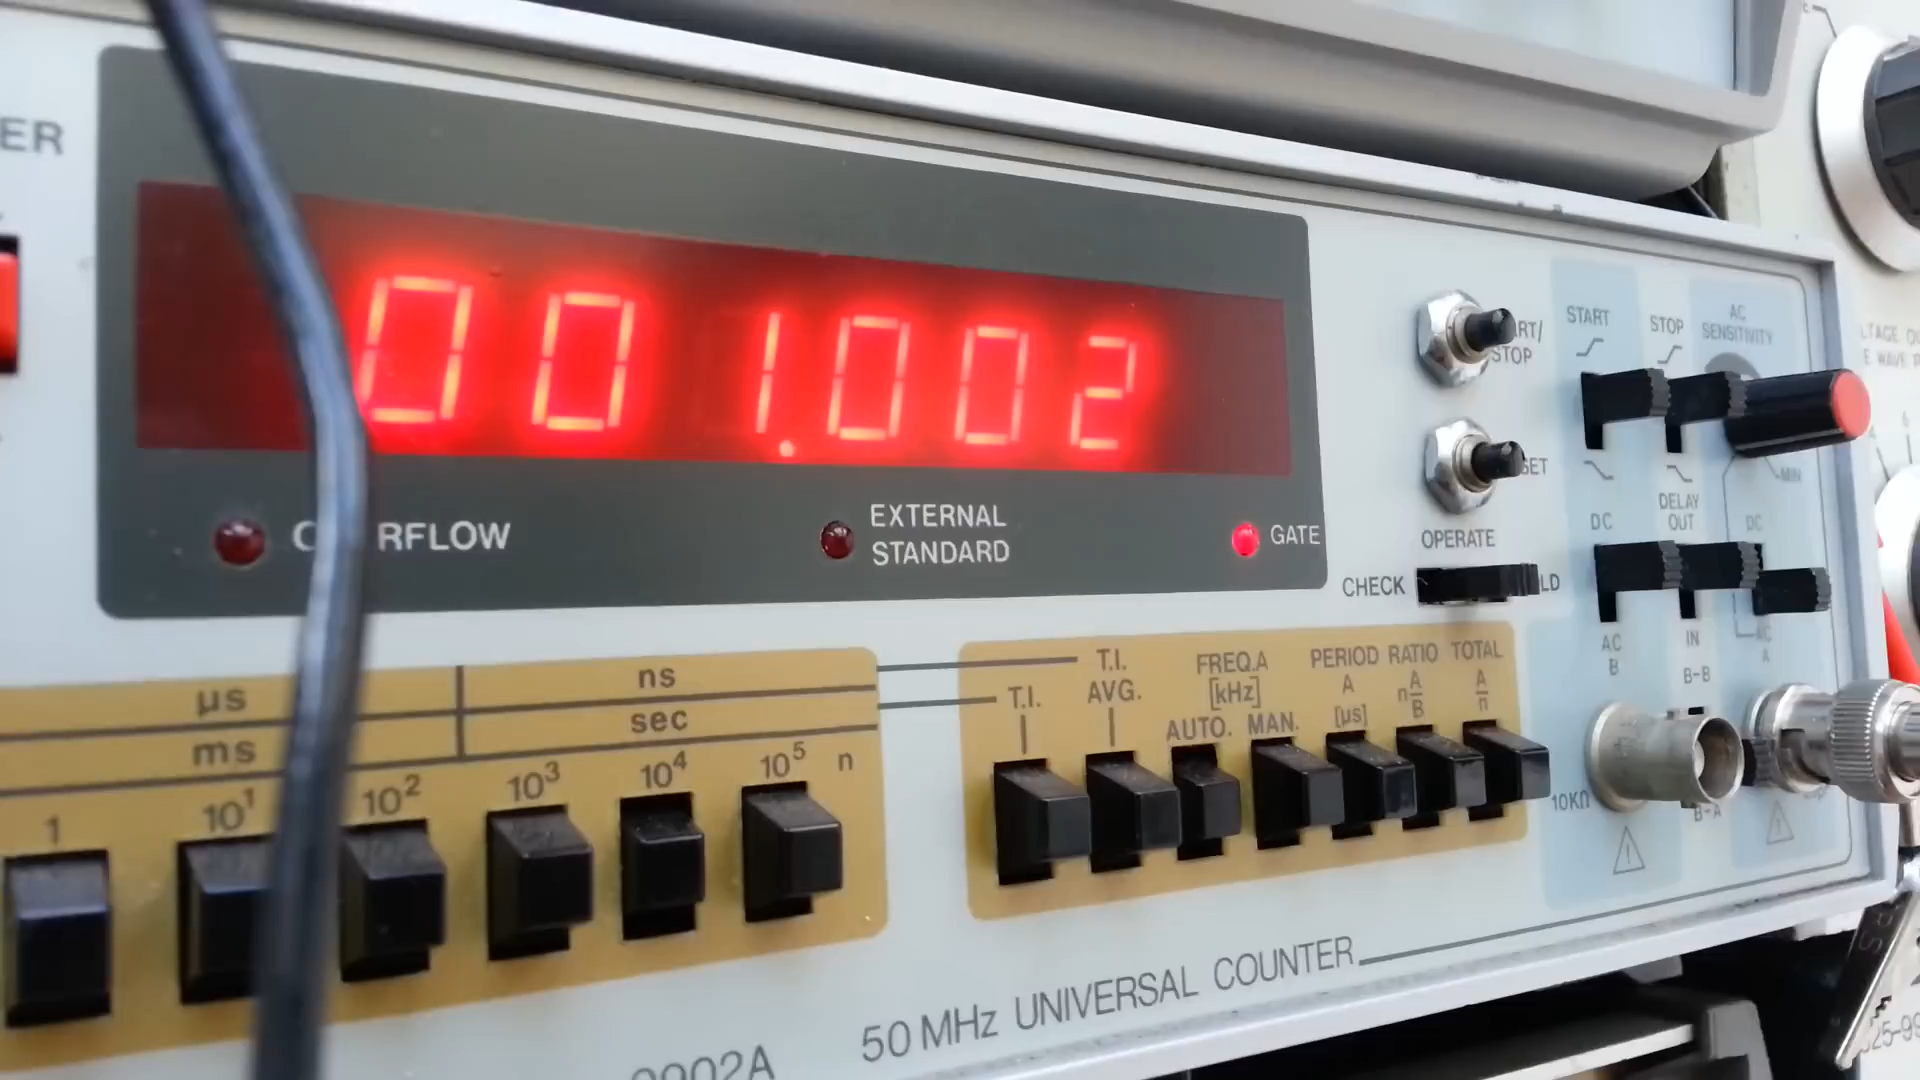 ER
001.002
RFLOW
EXTERNAL
STANDARD
GATE
STOP
OPERATE
CHECK
START
STOP
AC
SENSITIVITY
MIN
DELAY
OUT
DC
DC
AC
B
IN
B-B
AC
A
10KΩ
B-A
µs
ns
ms
sec
1
10¹
10²
10³
10⁴
10⁵
n
T.I.
T.I.
AVG.
FREQ.A
[kHz]
AUTO. MAN.
PERIOD
A
[µs]
RATIO
n A/B
TOTAL
A/n
50 MHz UNIVERSAL COUNTER
9902A